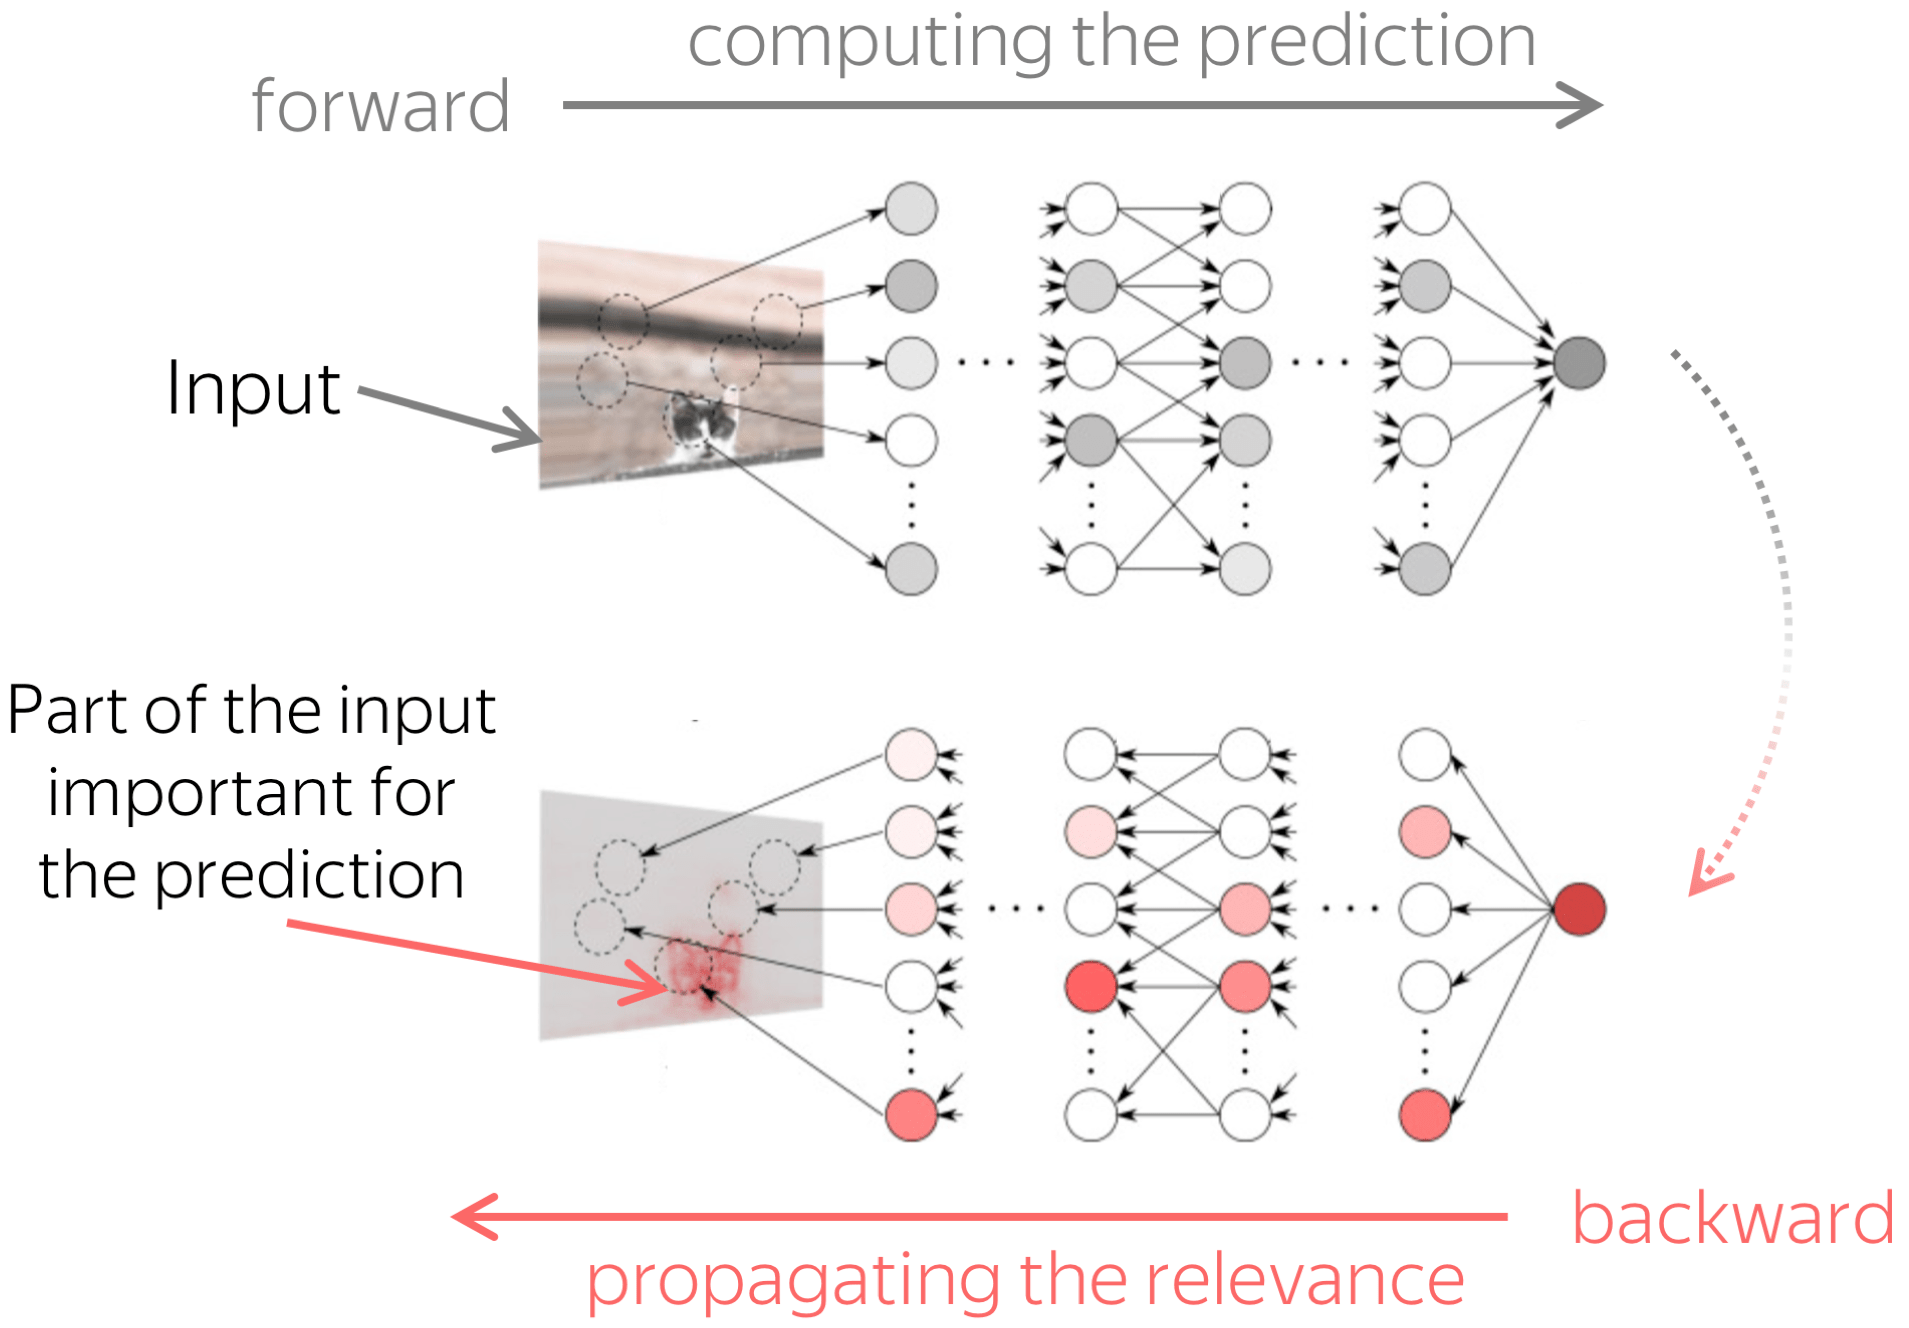 computing the prediction
forward
Input
Part of the input
important for
the prediction
backward
propagating the relevance